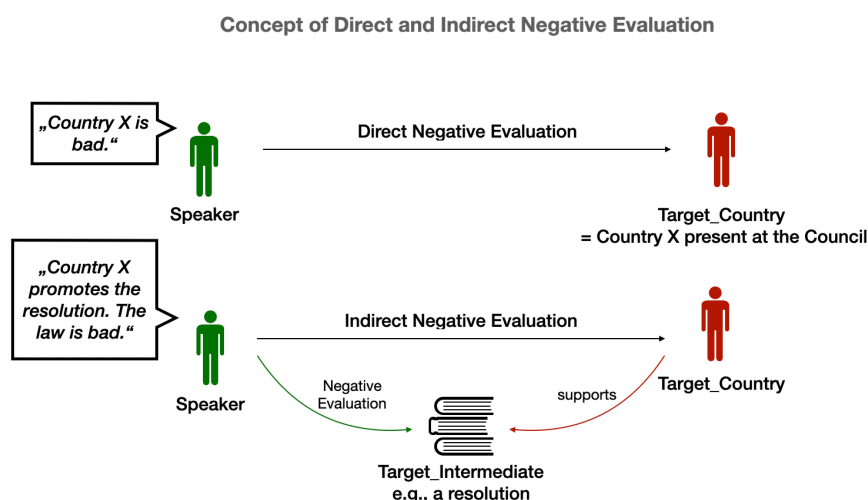 Concept of Direct and Indirect Negative Evaluation
„Country X is
bad.“
Direct Negative Evaluation
Speaker
Target_Country
= Country X present at the Council
„Country X
promotes the
resolution. The
law is bad.“
Indirect Negative Evaluation
Speaker
Target_Country
Negative
Evaluation
supports
Target_Intermediate
e.g., a resolution